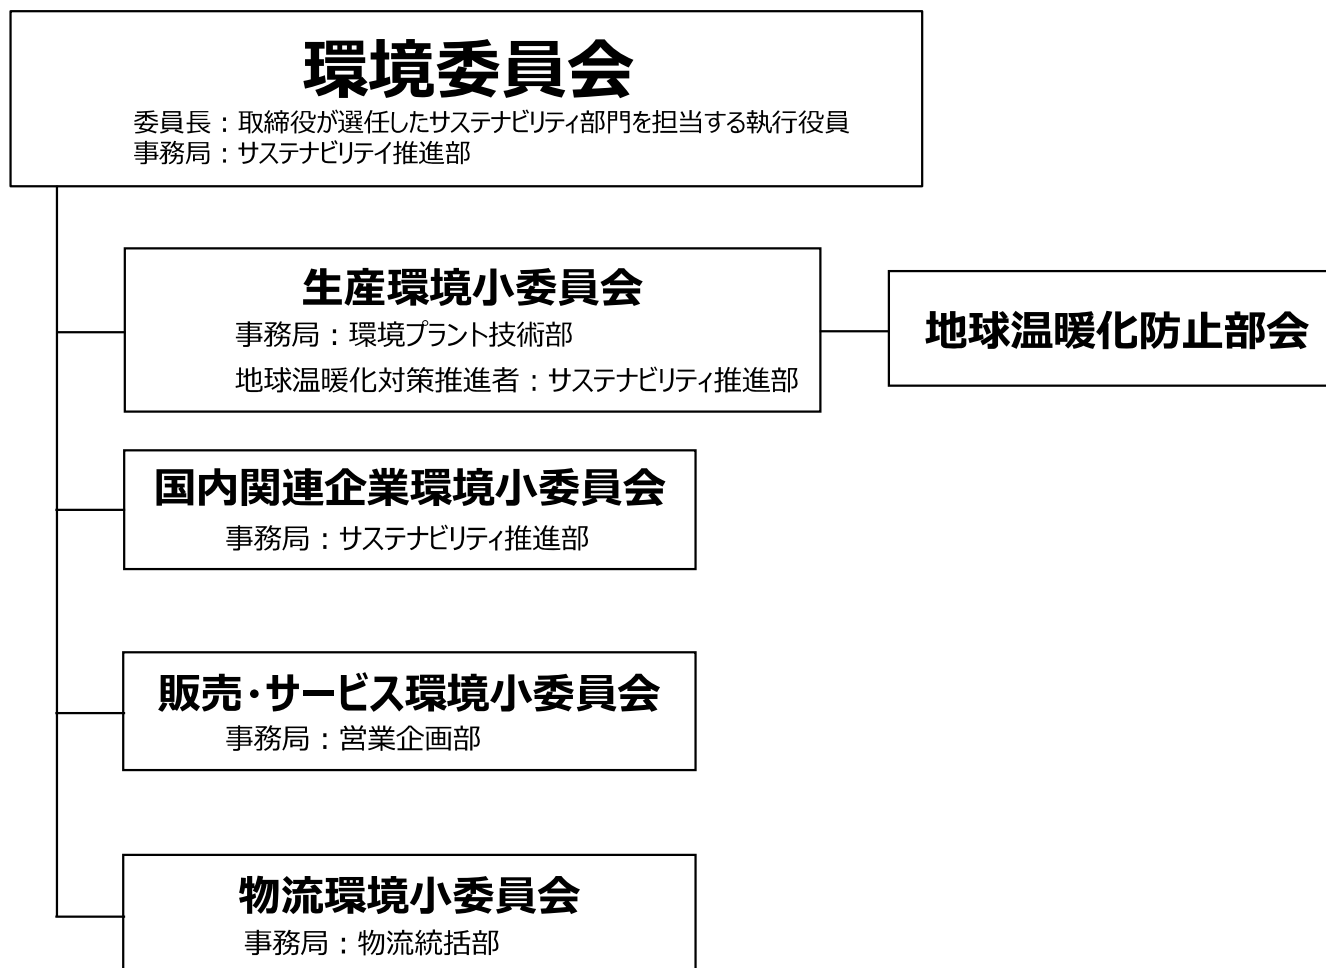 環境委員会
委員長：取締役が選任したサステナビリティ部門を担当する執行役員
事務局：サステナビリテイ推進部
生産環境小委員会
事務局：環境プラント技術部
地球温暖化対策推進者：サステナビリティ推進部
地球温暖化防止部会
国内関連企業環境小委員会
事務局：サステナビリティ推進部
販売・サービス環境小委員会
事務局：営業企画部
物流環境小委員会
事務局：物流統括部